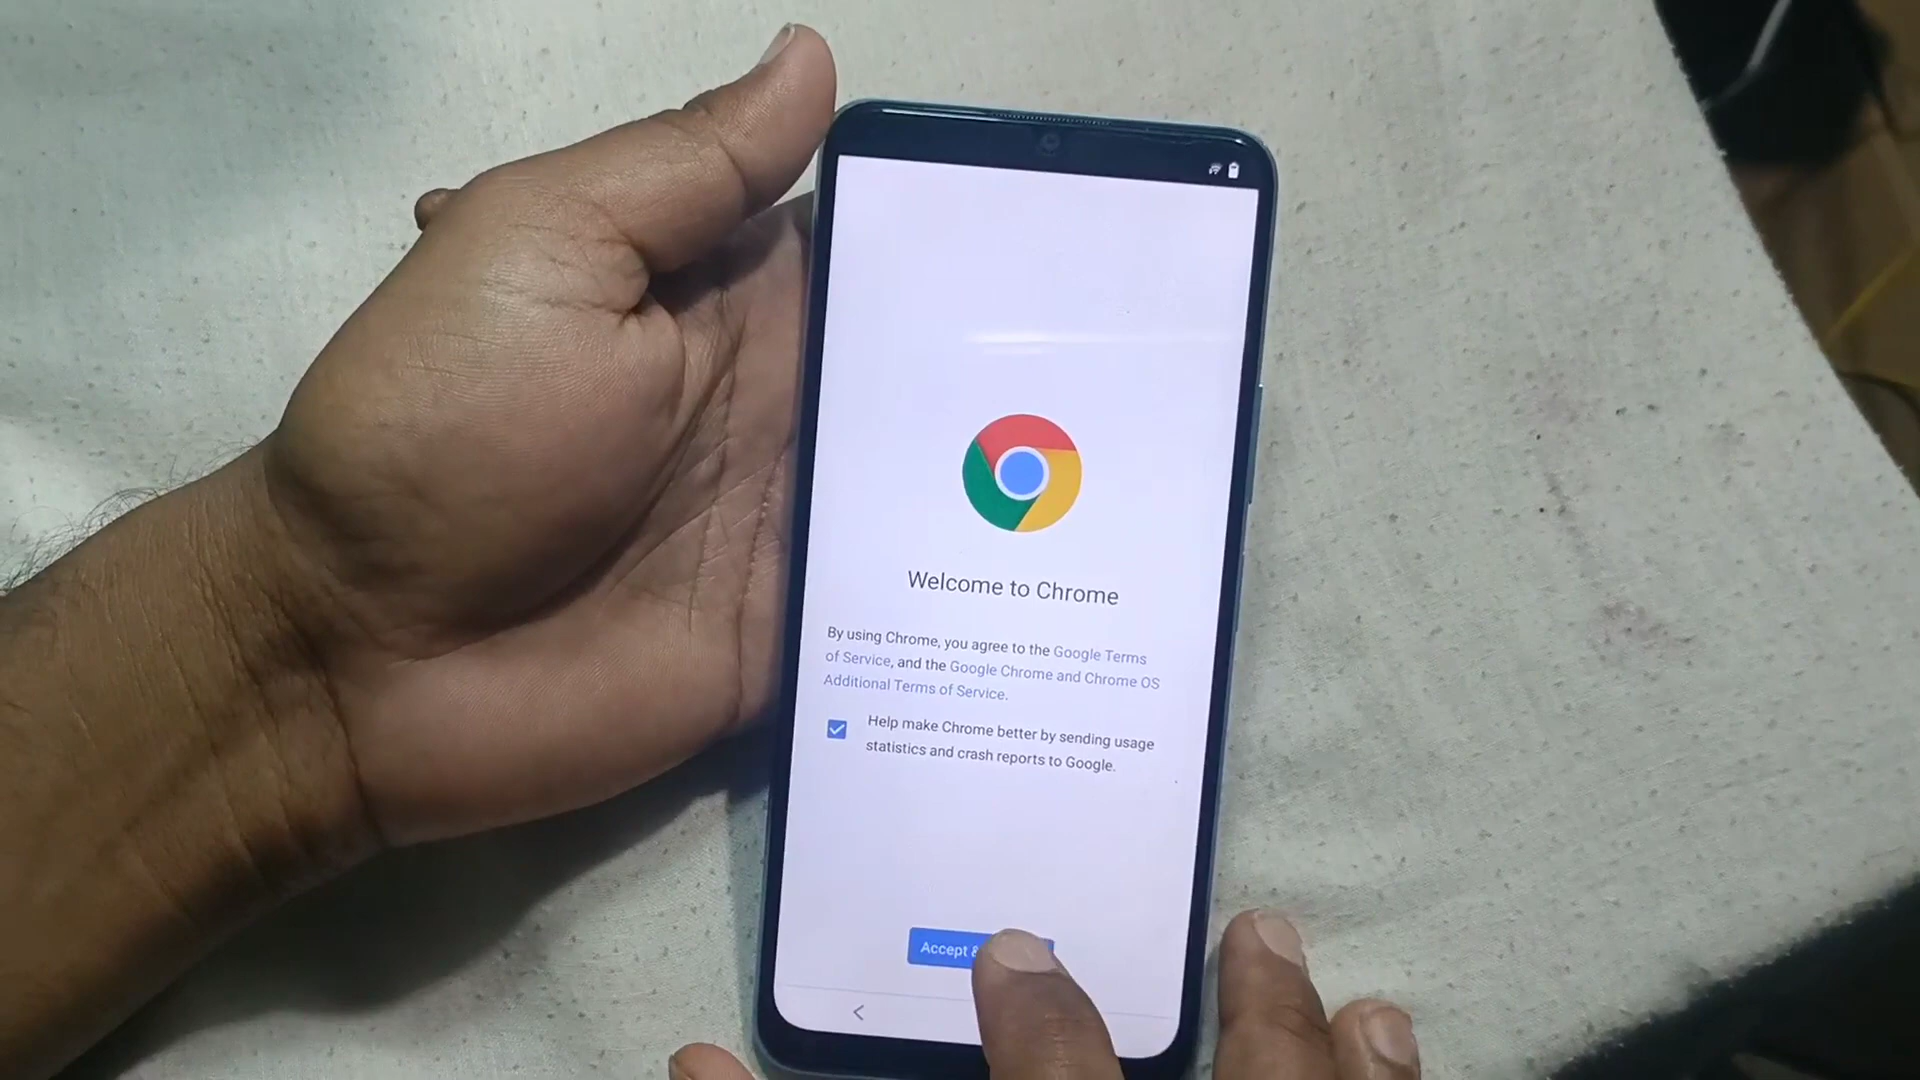 Welcome to Chrome
By using Chrome, you agree to the Google Terms
of Service, and the Google Chrome and Chrome OS
Additional Terms of Service.
Help make Chrome better by sending usage
statistics and crash reports to Google.
Accept &